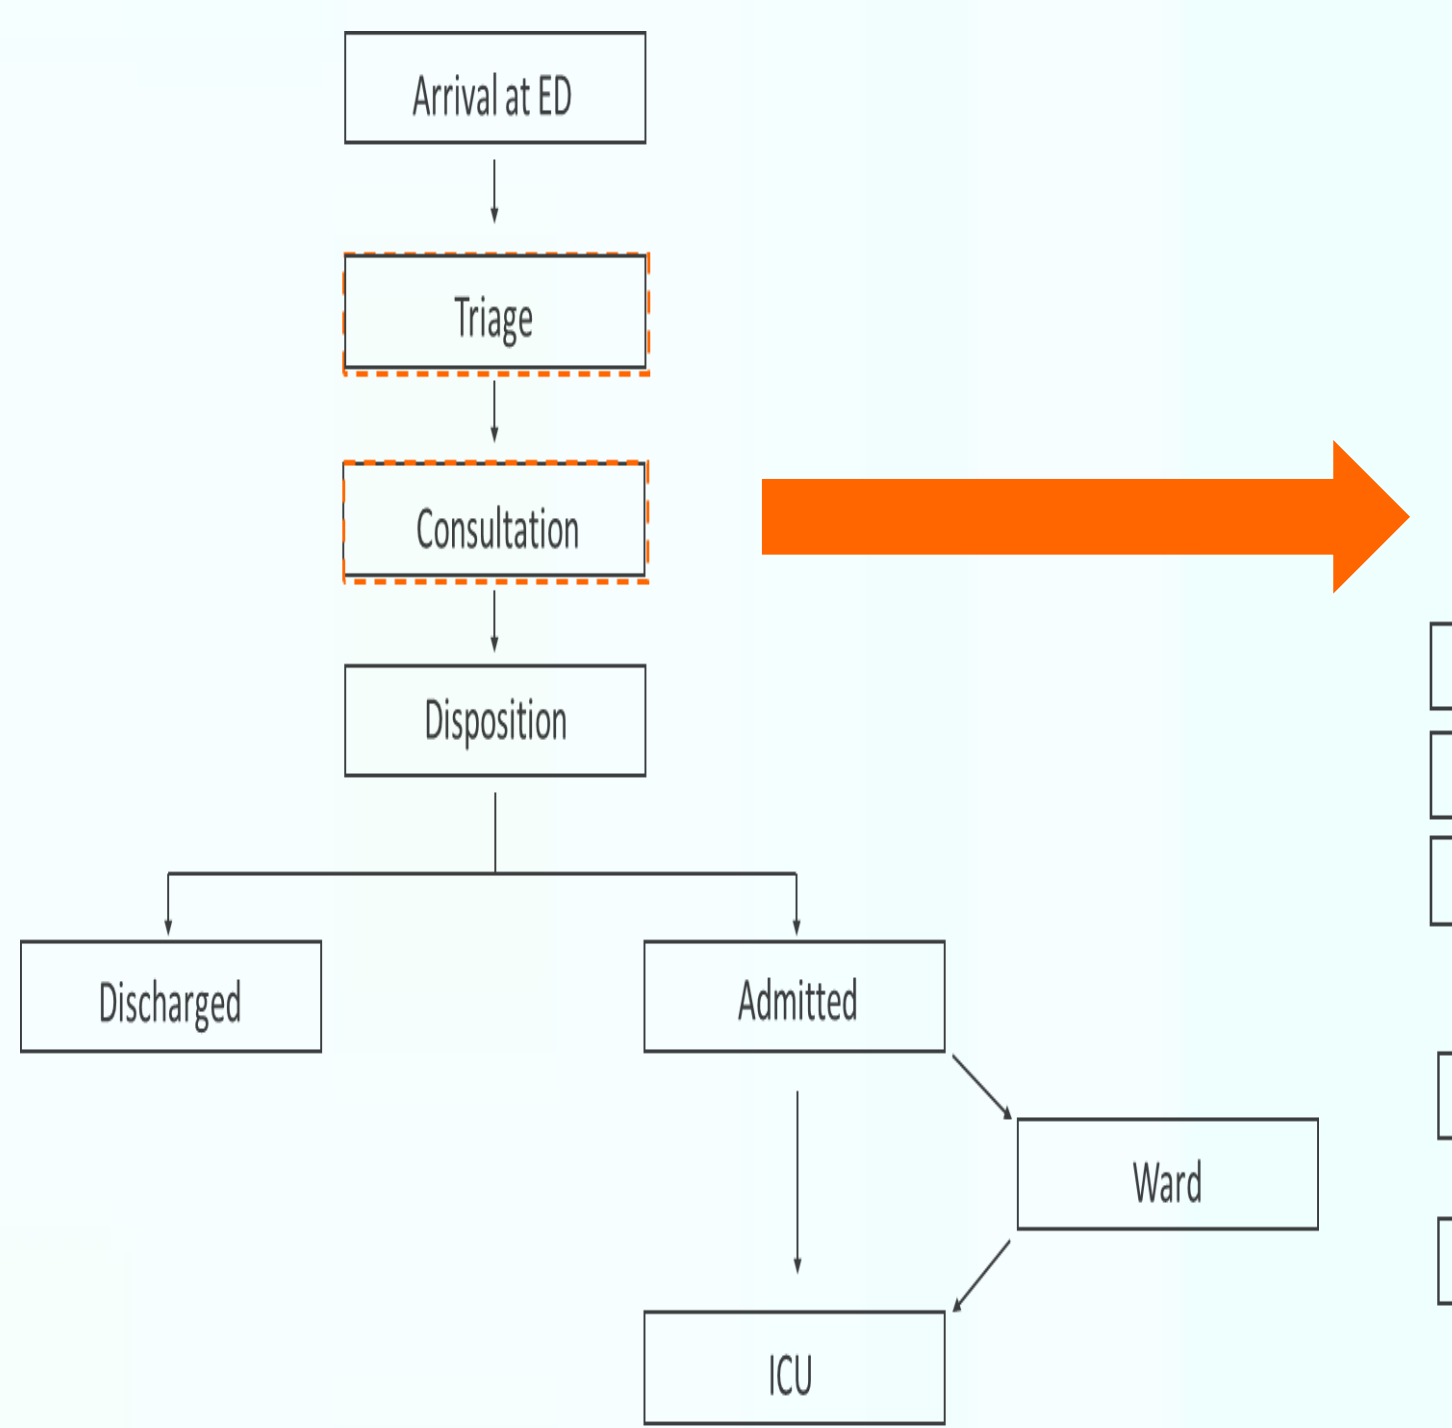 Arrival at ED
Triage
Consultation
Disposition
Discharged
Admitted
Ward
ICU